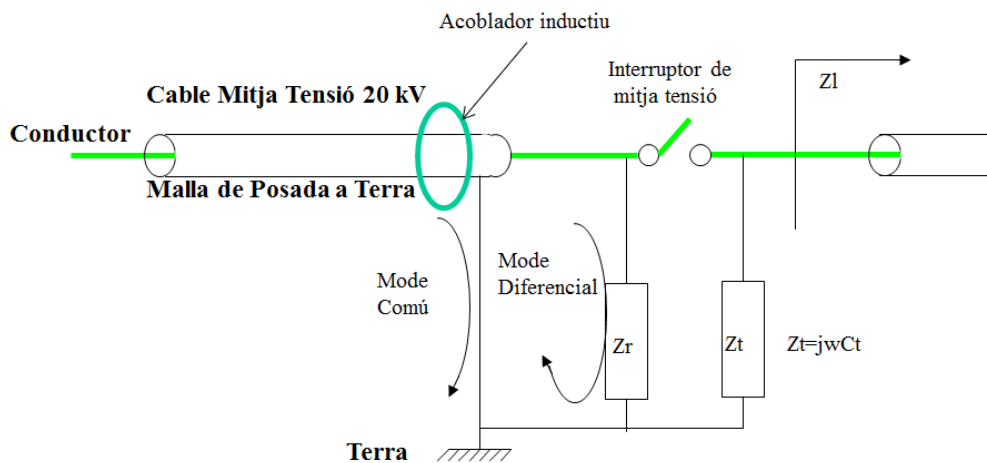 Acoblador inductiu
Interruptor de
mitja tensió
Zl
Cable Mitja Tensió 20 kV
Conductor
Malla de Posada a Terra
Mode
Comú
Mode
Diferencial
Zr
Zt
Zt=jwCt
Terra